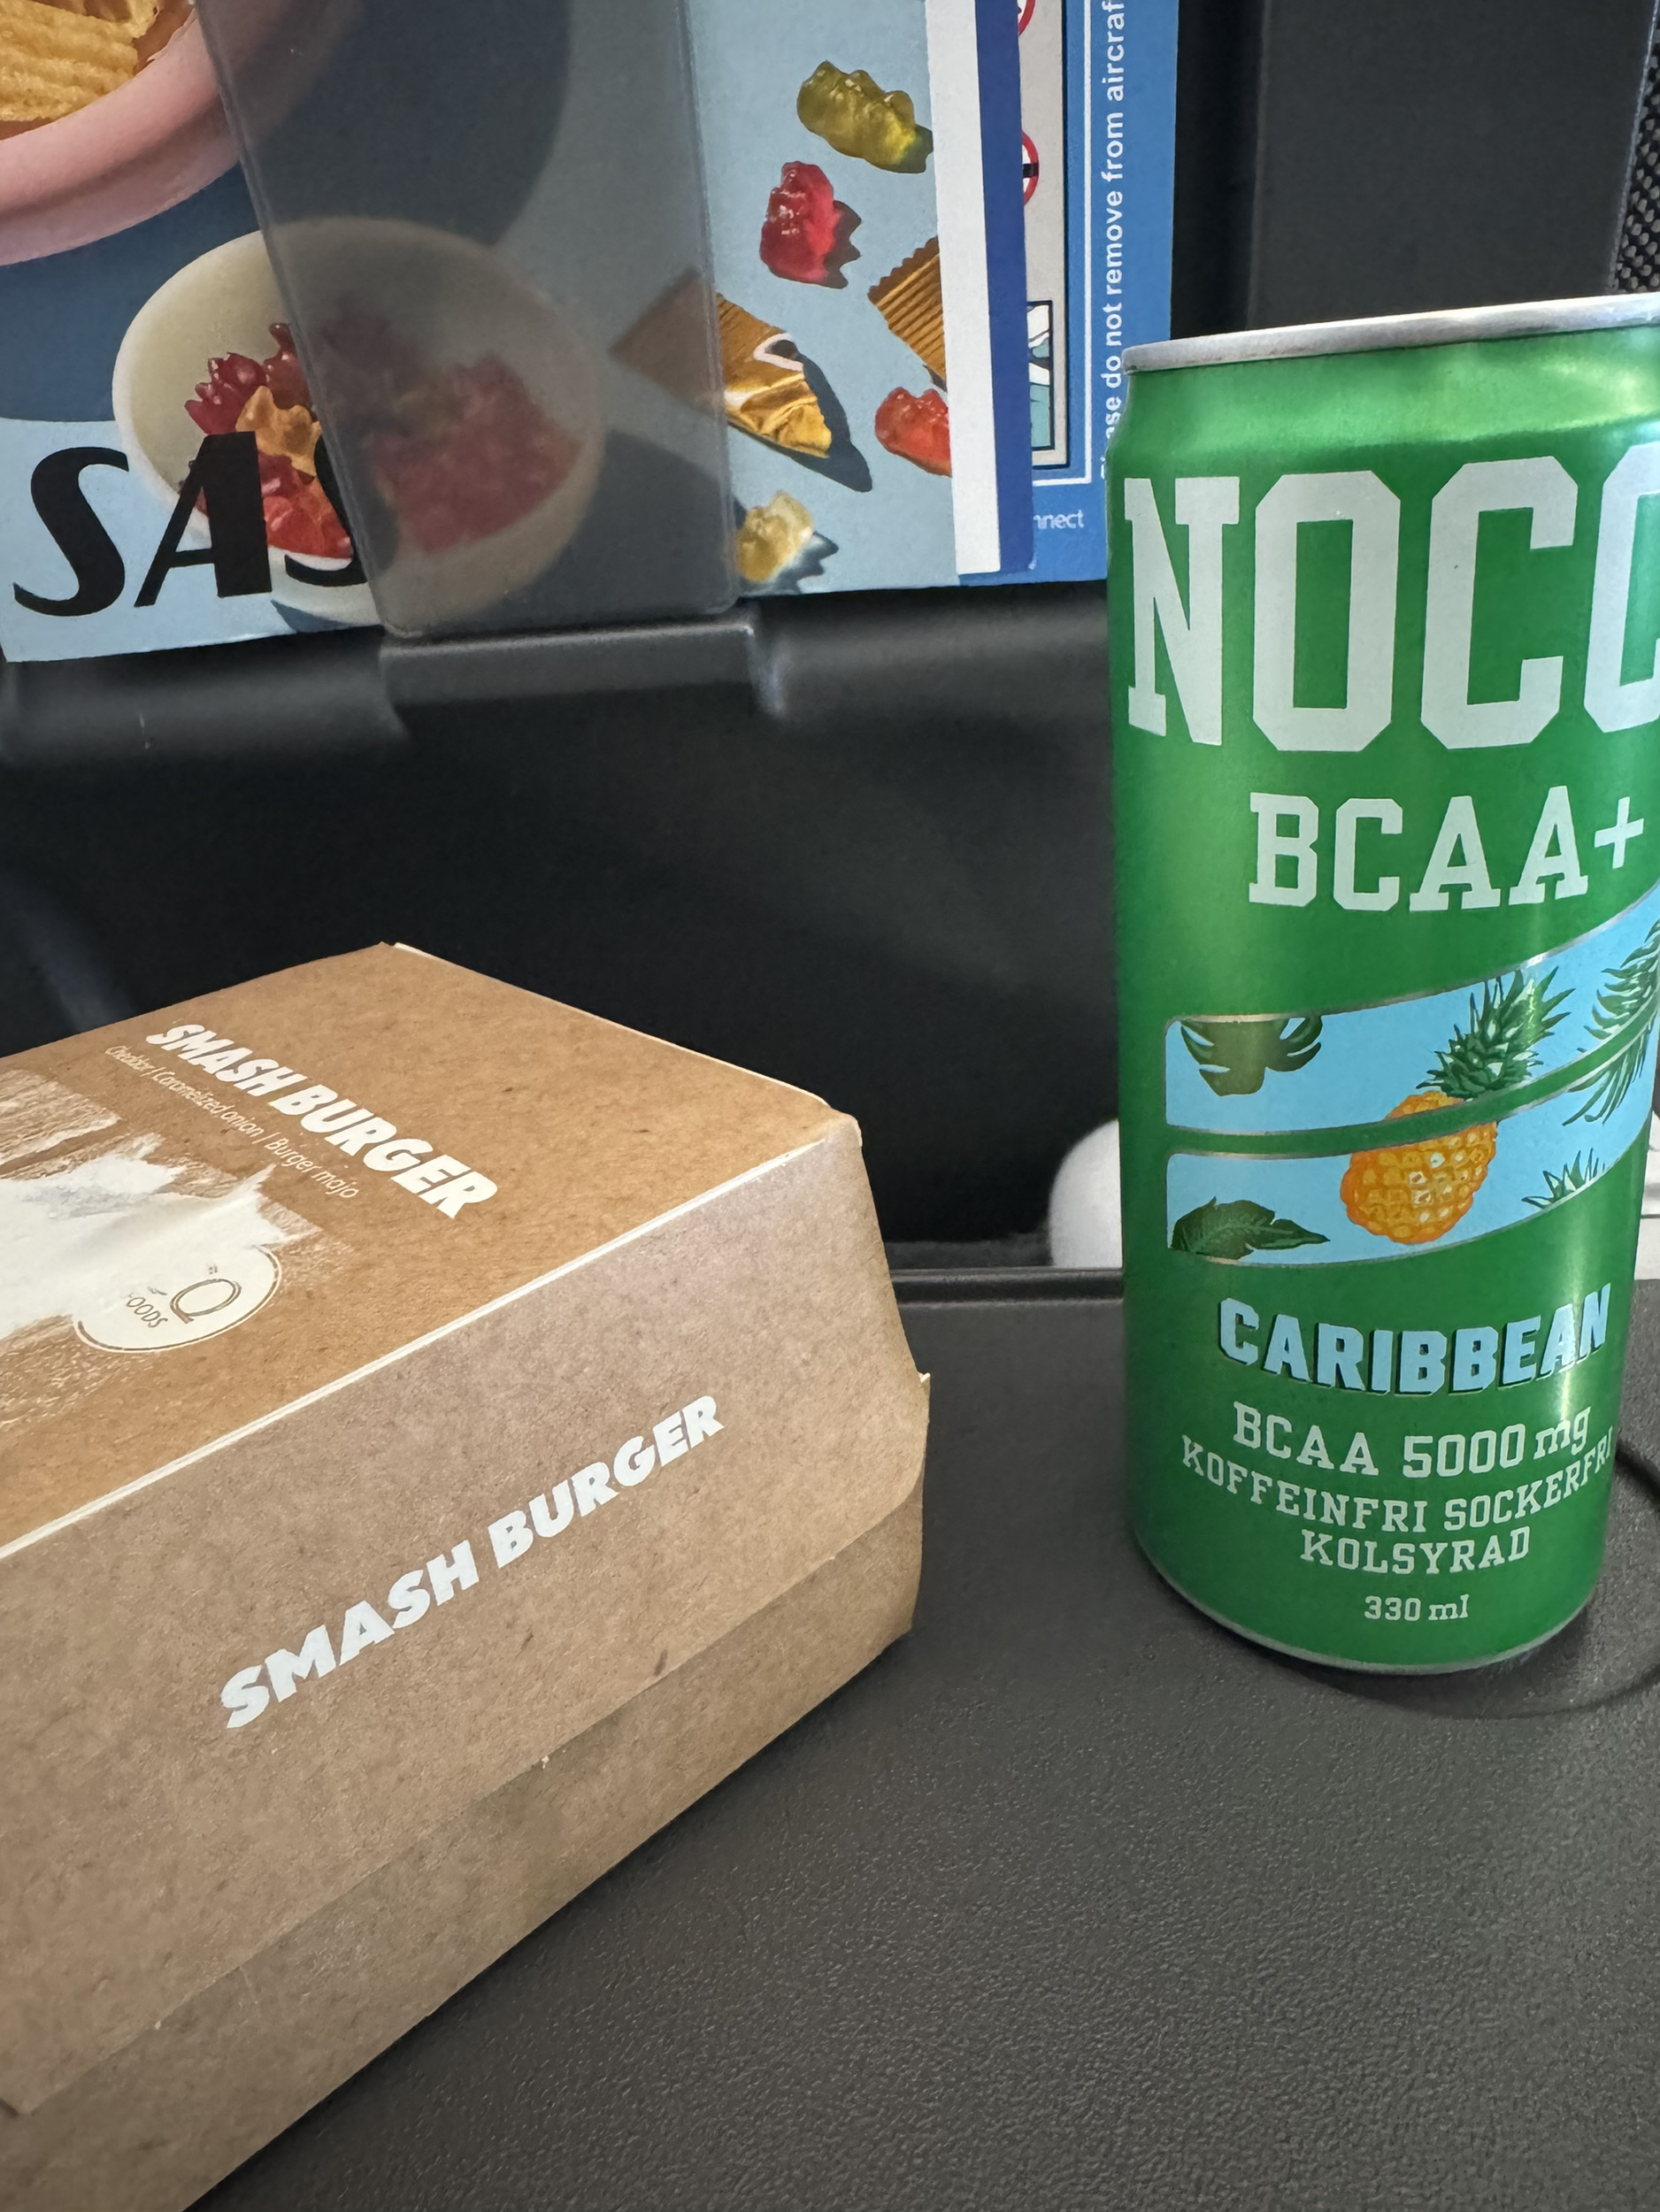 SAS
Please do not remove from aircraf
nnect
NOCC
BCAA+
CARIBBEAN
BCAA 5000 mg
KOFFEINFRI SOCKERFRI
KOLSYRAD
330 ml
SMASH BURGER
Cheddar | Caramelized onion | Burger majo
FOODS
SMASH BURGER